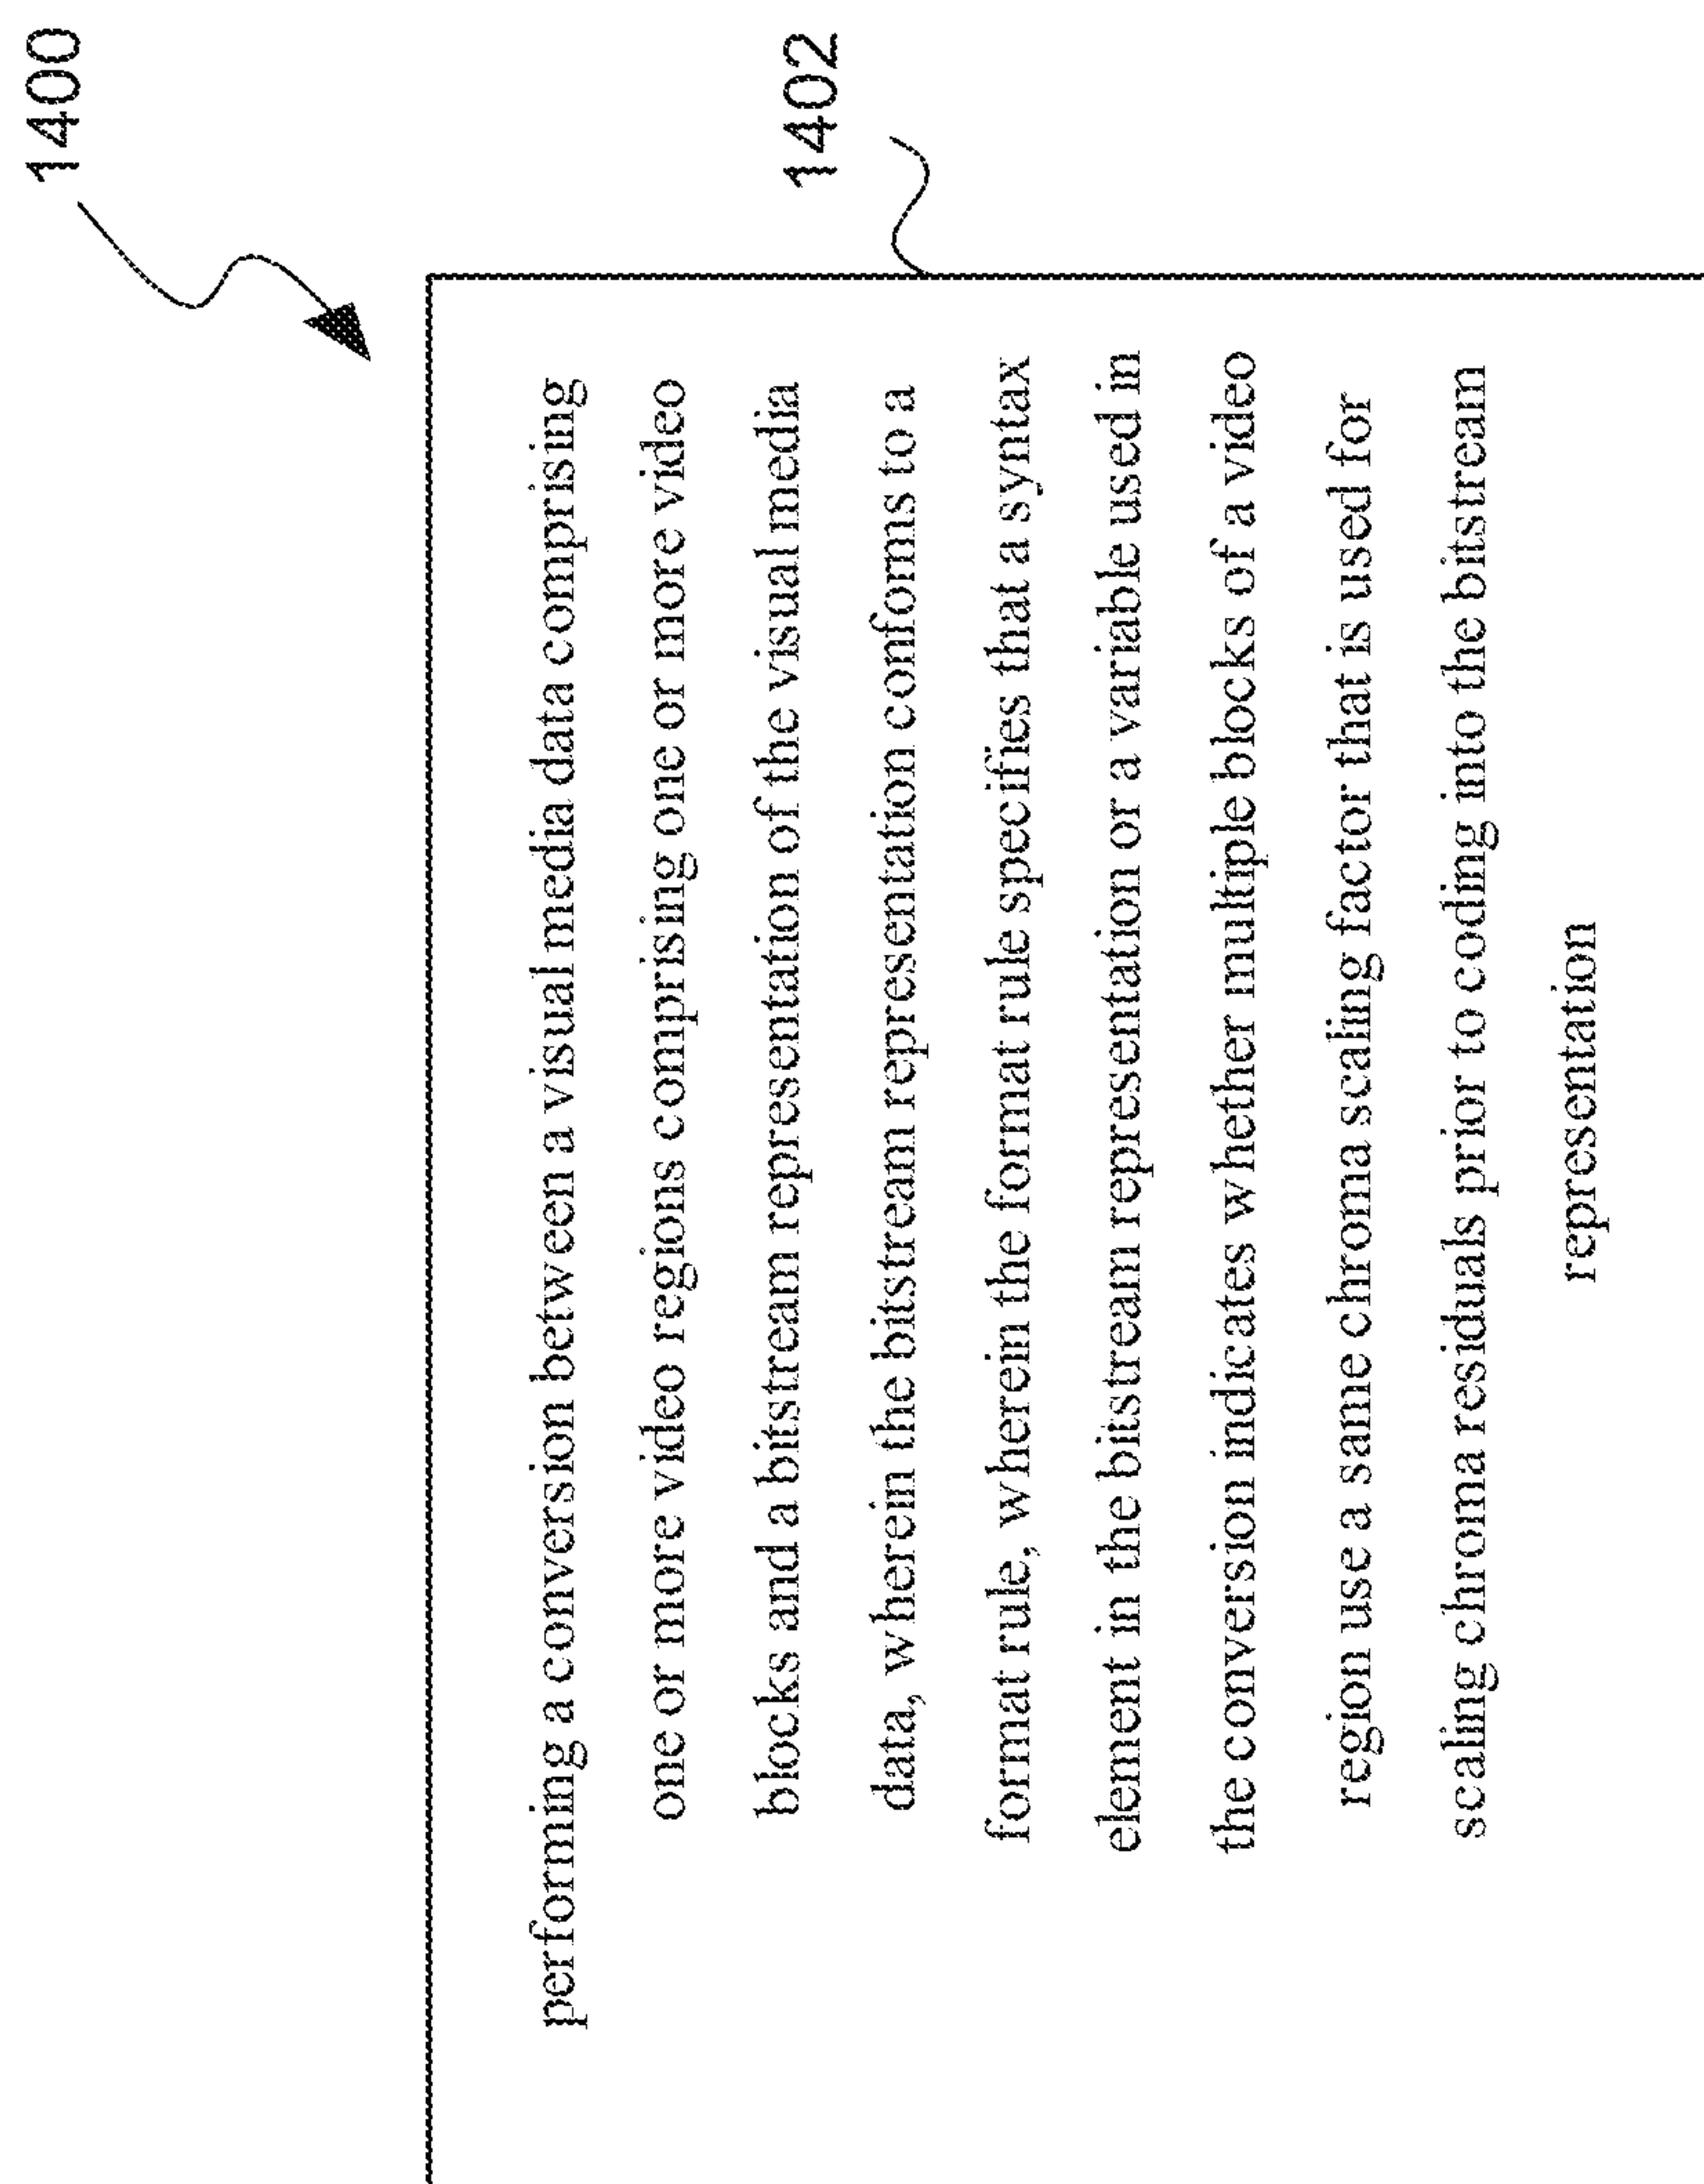 1400
1402
performing a conversion between a visual media data comprising
one or more video regions comprising one or more video
blocks and a bitstream representation of the visual media
data, wherein the bitstream representation conforms to a
format rule, wherein the format rule specifies that a syntax
element in the bitstream representation or a variable used in
the conversion indicates whether multiple blocks of a video
region use a same chroma scaling factor that is used for
scaling chroma residuals prior to coding into the bitstream
representation